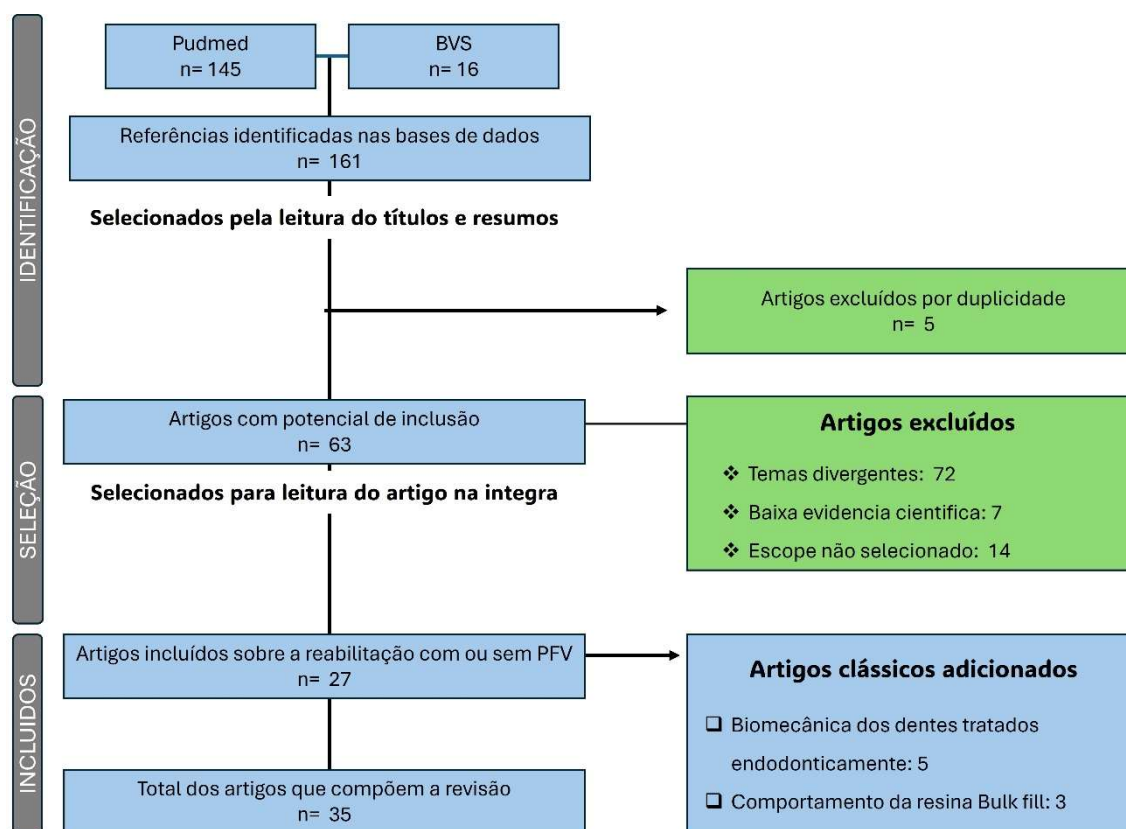 IDENTIFICAÇÃO
Pudmed
n= 145
BVS
n= 16
Referências identificadas nas bases de dados
n= 161
Selecionados pela leitura do títulos e resumos
Artigos excluídos por duplicidade
n= 5
SELEÇÃO
Artigos com potencial de inclusão
n= 63
Artigos excluídos
❖ Temas divergentes: 72
❖ Baixa evidencia cientifica: 7
❖ Escope não selecionado: 14
Selecionados para leitura do artigo na integra
INCLUIDOS
Artigos incluídos sobre a reabilitação com ou sem PFV
n= 27
Artigos clássicos adicionados
❑ Biomecânica dos dentes tratados
endodonticamente: 5
❑ Comportamento da resina Bulk fill: 3
Total dos artigos que compõem a revisão
n= 35